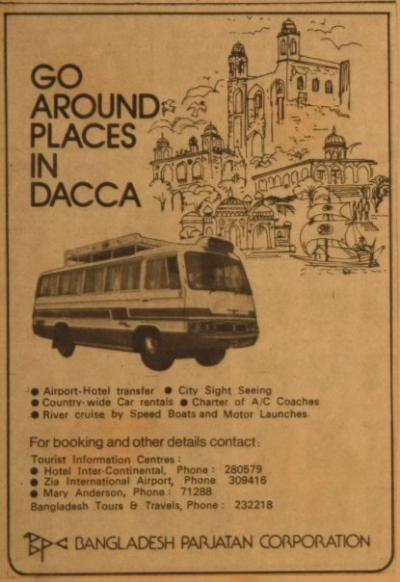 GO
AROUND
PLACES
IN
DACCA
● Airport-Hotel transfer ● City Sight Seeing
● Country-wide Car rentals ● Charter of A/C Coaches
● River cruise by Speed Boats and Motor Launches.
For booking and other details contact:
Tourist Information Centres :
● Hotel Inter-Continental, Phone : 280579
● Zia International Airport, Phone 309416
● Mary Anderson, Phone : 71288
Bangladesh Tours & Travels, Phone : 232218
BPC BANGLADESH PARJATAN CORPORATION